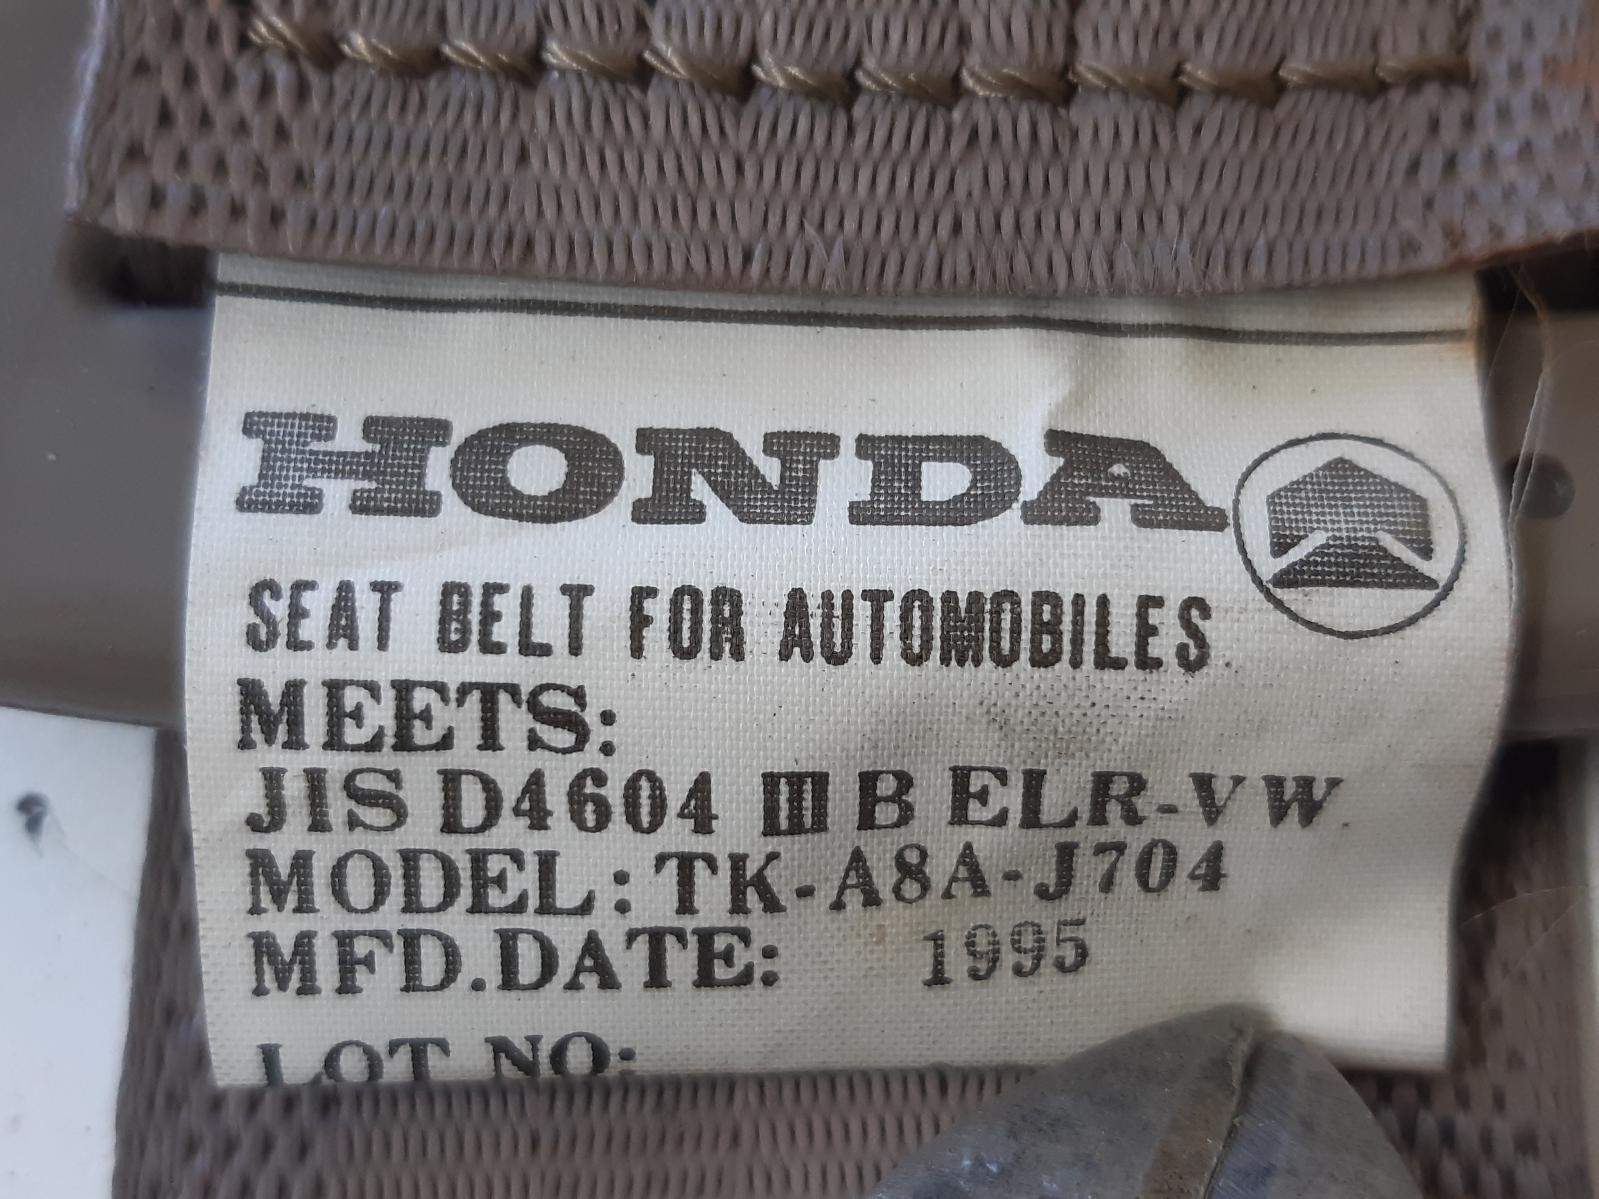 HONDA
SEAT BELT FOR AUTOMOBILES
MEETS:
JIS D4604 III B ELR-VW
MODEL: TK-A8A-J704
MFD.DATE: 1995
LOT NO: